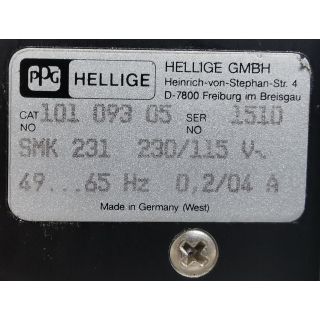 PPG HELLIGE
HELLIGE GMBH
Heinrich-von-Stephan-Str. 4
D-7800 Freiburg im Breisgau
CAT NO 101 093 05 SER NO 1510
SMK 231 230/115 V~
49...65 Hz 0,2/04 A
Made in Germany (West)